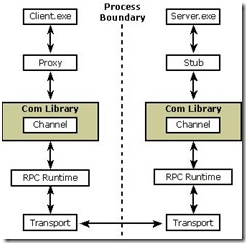 Process
Boundary
Client.exe
Server.exe
Proxy
Stub
Com Library
Channel
Com Library
Channel
RPC Runtime
RPC Runtime
Transport
Transport